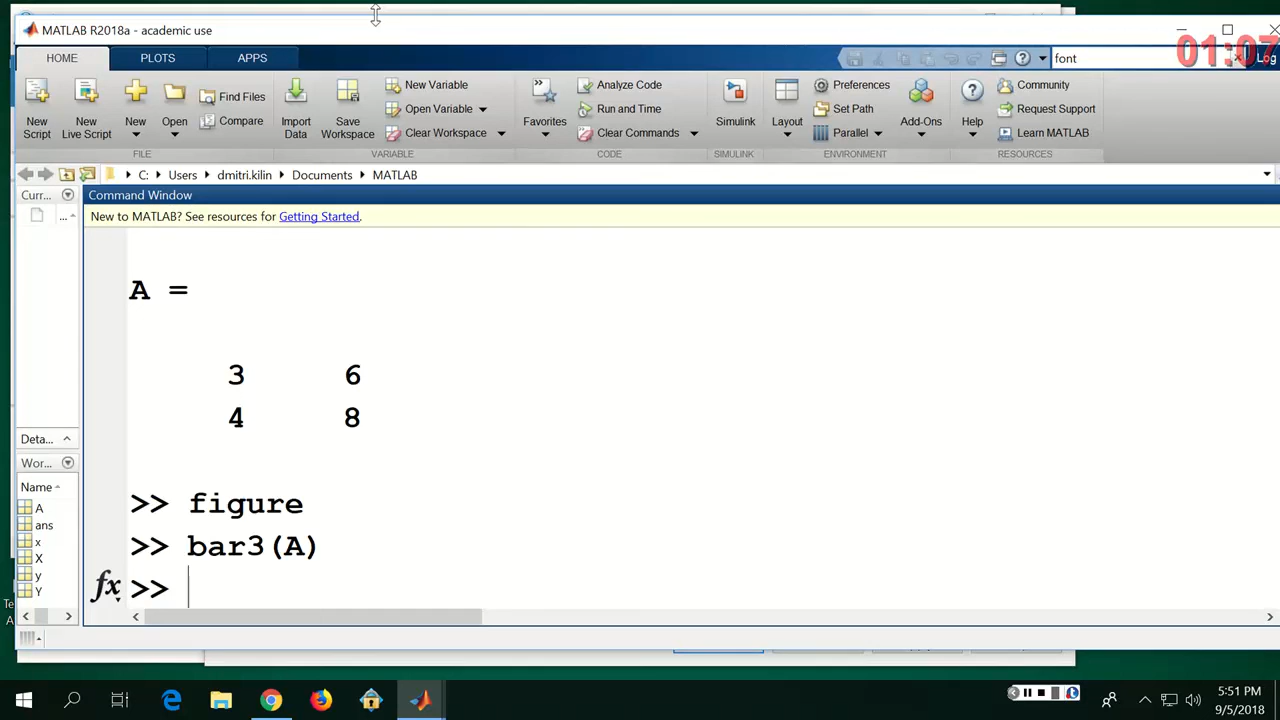 MATLAB R2018a - academic use
01:07
HOME PLOTS APPS
font
Log
New Script
New Live Script
New
Open
Find Files
Compare
Import Data
Save Workspace
New Variable
Open Variable
Clear Workspace
Favorites
Analyze Code
Run and Time
Clear Commands
Simulink
Layout
Preferences
Set Path
Parallel
Add-Ons
Help
Community
Request Support
Learn MATLAB
FILE VARIABLE CODE SIMULINK ENVIRONMENT RESOURCES
C: Users dmitri.kilin Documents MATLAB
Curr...
...
Deta...
Wor...
Name
A
ans
x
X
y
Y
Command Window
New to MATLAB? See resources for Getting Started.
A =
3 6
4 8
>> figure
>> bar3(A)
fx >>
Te
A
5:51 PM
9/5/2018